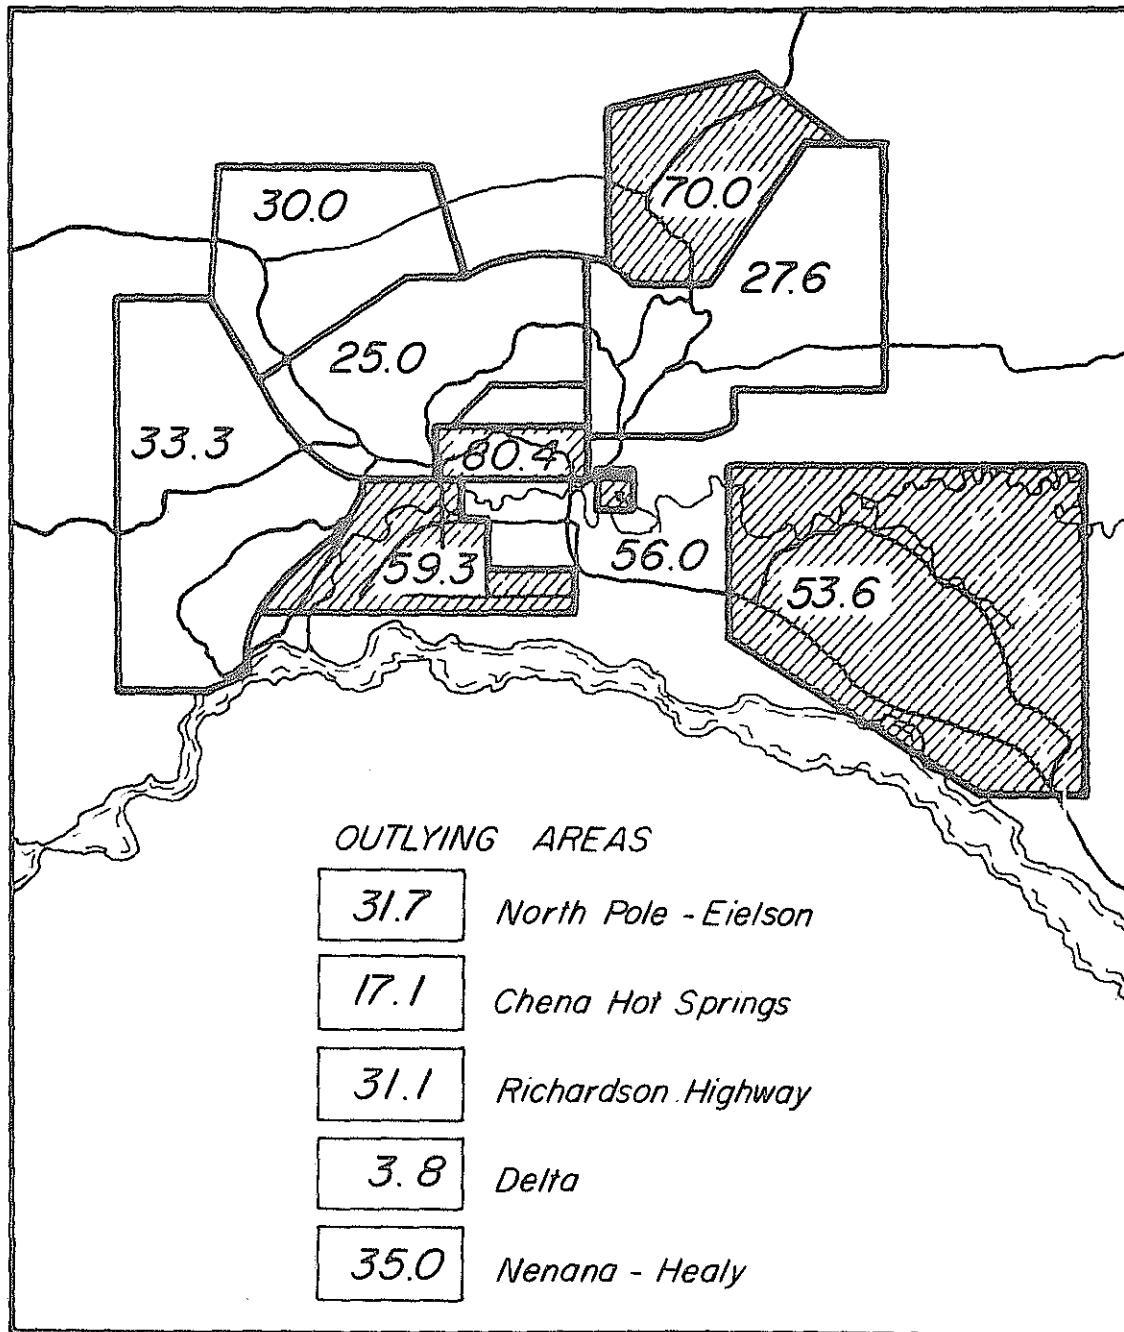 70.0
30.0
27.6
25.0
33.3
80.4
56.0
59.3
53.6
OUTLYING AREAS
31.7 North Pole - Eielson
17.1 Chena Hot Springs
31.1 Richardson Highway
3.8 Delta
35.0 Nenana - Healy